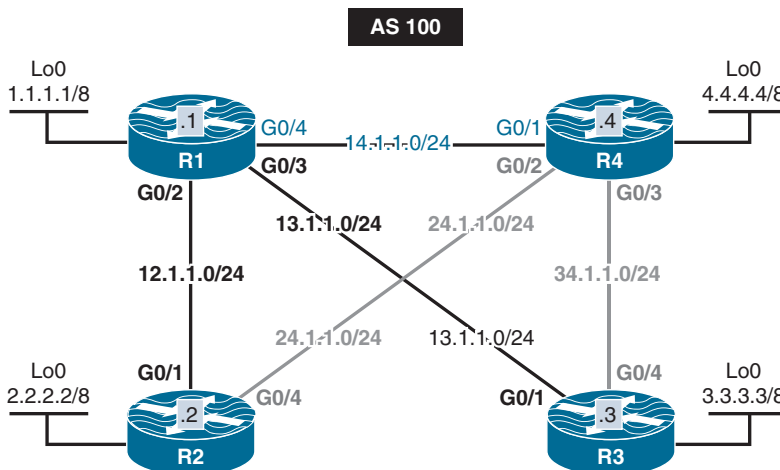 AS 100
Lo0
1.1.1.1/8
.1
R1
G0/4
G0/3
G0/2
14.1.1.0/24
Lo0
4.4.4.4/8
.4
R4
G0/1
G0/2
G0/3
13.1.1.0/24
24.1.1.0/24
12.1.1.0/24
34.1.1.0/24
24.1.1.0/24
13.1.1.0/24
Lo0
2.2.2.2/8
G0/1
G0/4
.2
R2
G0/1
G0/4
.3
R3
Lo0
3.3.3.3/8